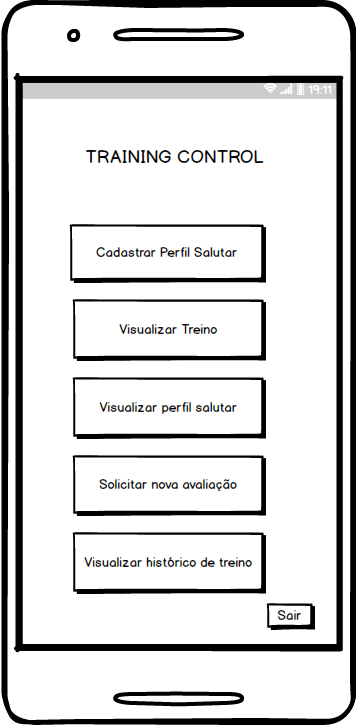 19:11
TRAINING CONTROL
Cadastrar Perfil Salutar
Visualizar Treino
Visualizar perfil salutar
Solicitar nova avaliação
Visualizar histórico de treino
Sair